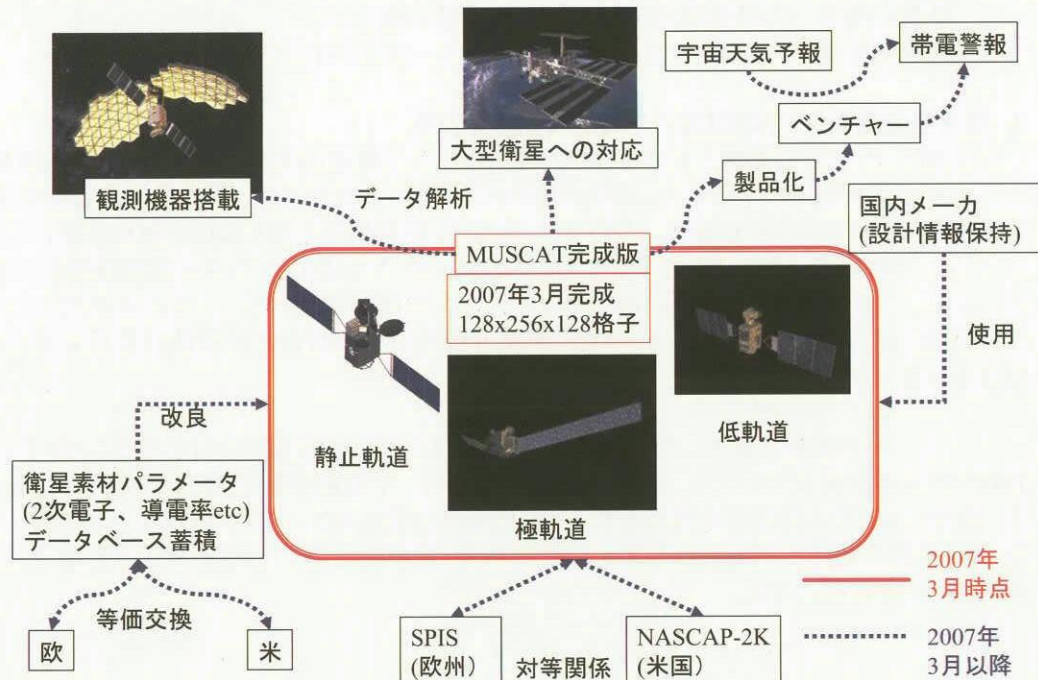 宇宙天気予報
帯電警報
ベンチャー
大型衛星への対応
製品化
観測機器搭載
データ解析
国内メーカ
(設計情報保持)
MUSCAT完成版
2007年3月完成
128x256x128格子
使用
改良
静止軌道
低軌道
極軌道
衛星素材パラメータ
(2次電子、導電率etc)
データベース蓄積
等価交換
欧
米
SPIS
(欧州)
対等関係
NASCAP-2K
(米国)
2007年
3月時点
2007年
3月以降